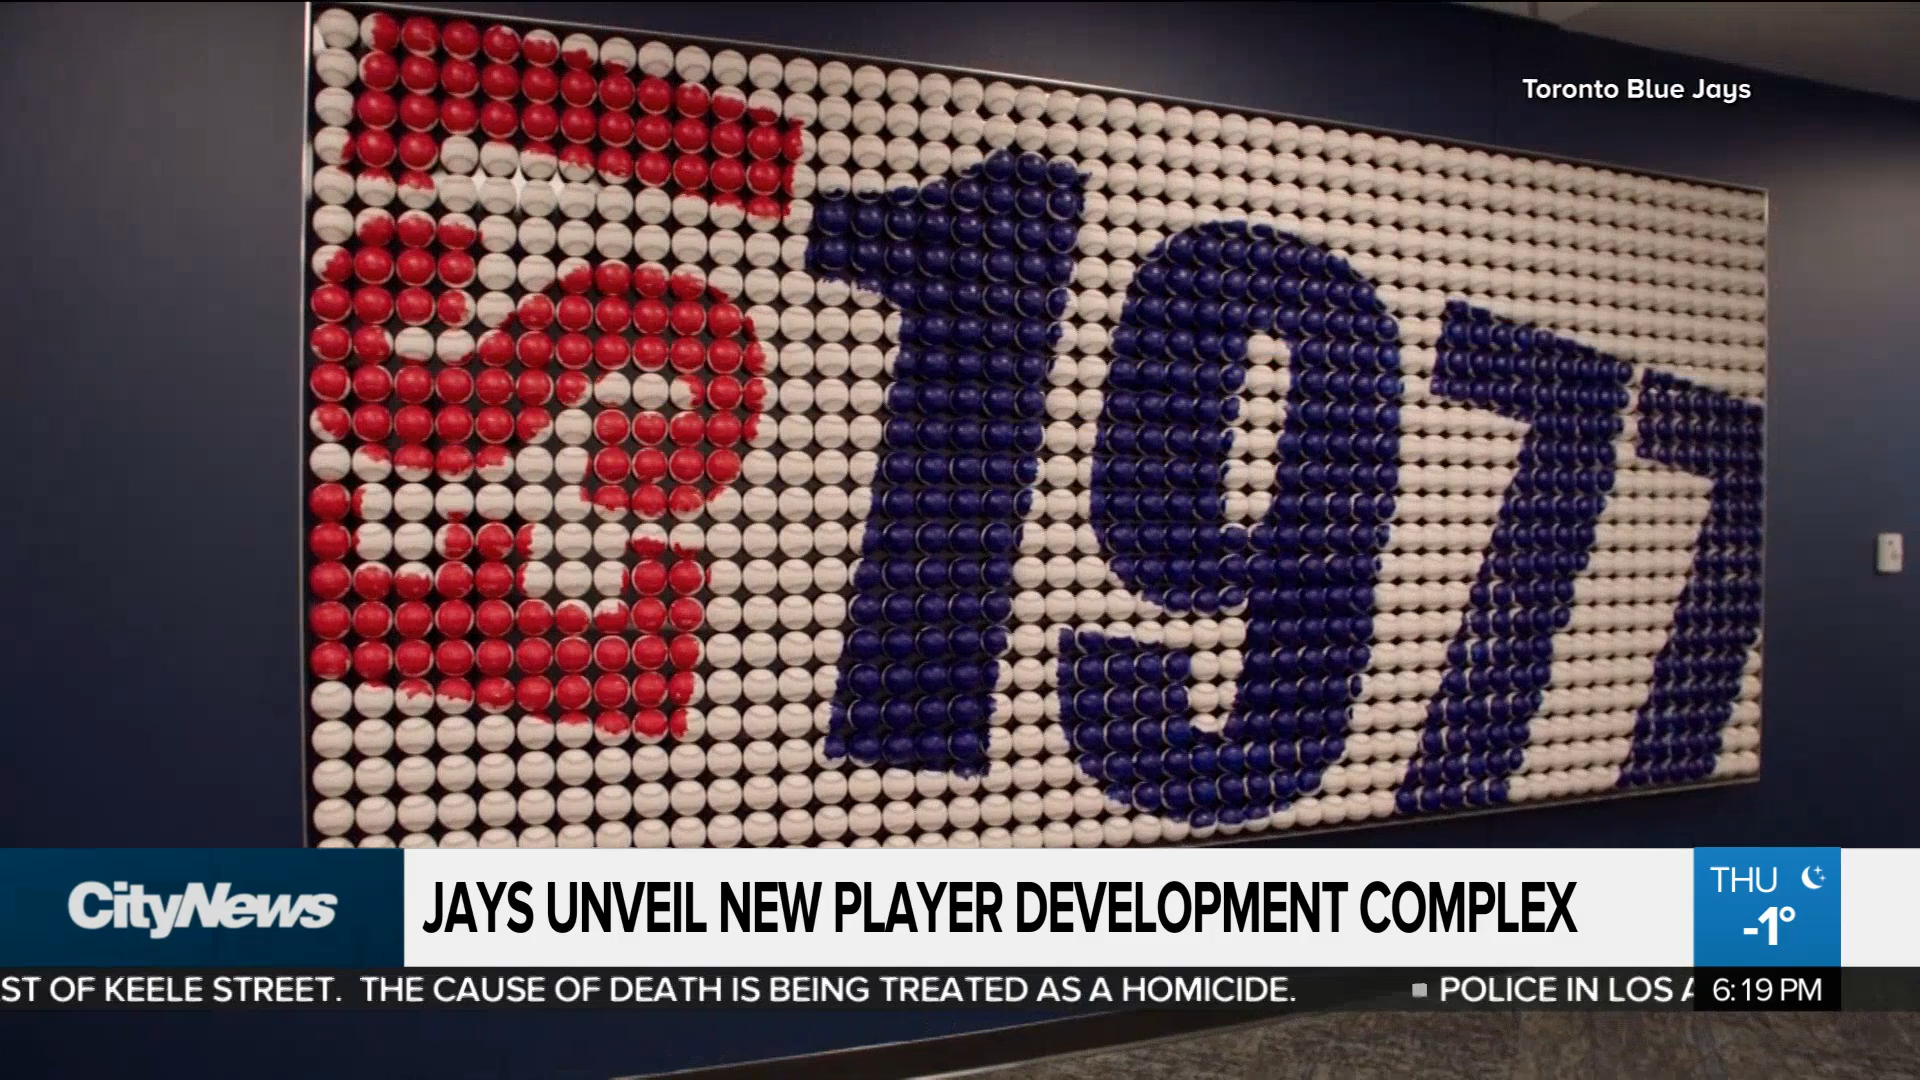 Toronto Blue Jays
EST
1977
CityNews
JAYS UNVEIL NEW PLAYER DEVELOPMENT COMPLEX
THU
-1°
ST OF KEELE STREET. THE CAUSE OF DEATH IS BEING TREATED AS A HOMICIDE. POLICE IN LOS A
6:19 PM